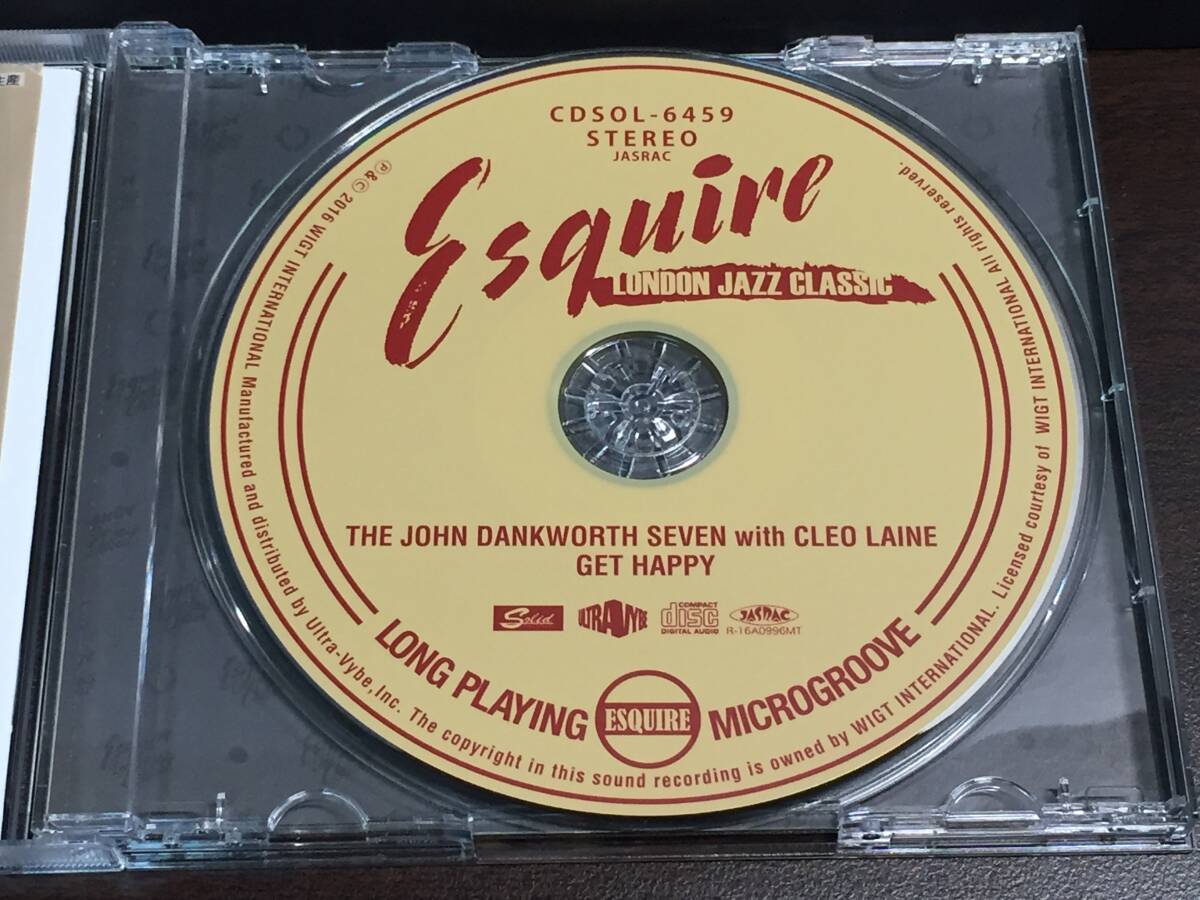 生産
CDSOL-6459
STEREO
JASRAC
Esquire
LONDON JAZZ CLASSIC
THE JOHN DANKWORTH SEVEN with CLEO LAINE
GET HAPPY
Solid
ULTRA VYBE
COMPACT
disc
DIGITAL AUDIO
JASRAC
R-16A0996MT
LONG PLAYING
ESQUIRE
MICROGROOVE
℗&© 2016 WIGT INTERNATIONAL Manufactured and distributed by Ultra-Vybe, Inc. The copyright in this sound recording is owned by WIGT INTERNATIONAL. Licensed courtesy of WIGT INTERNATIONAL All rights reserved.